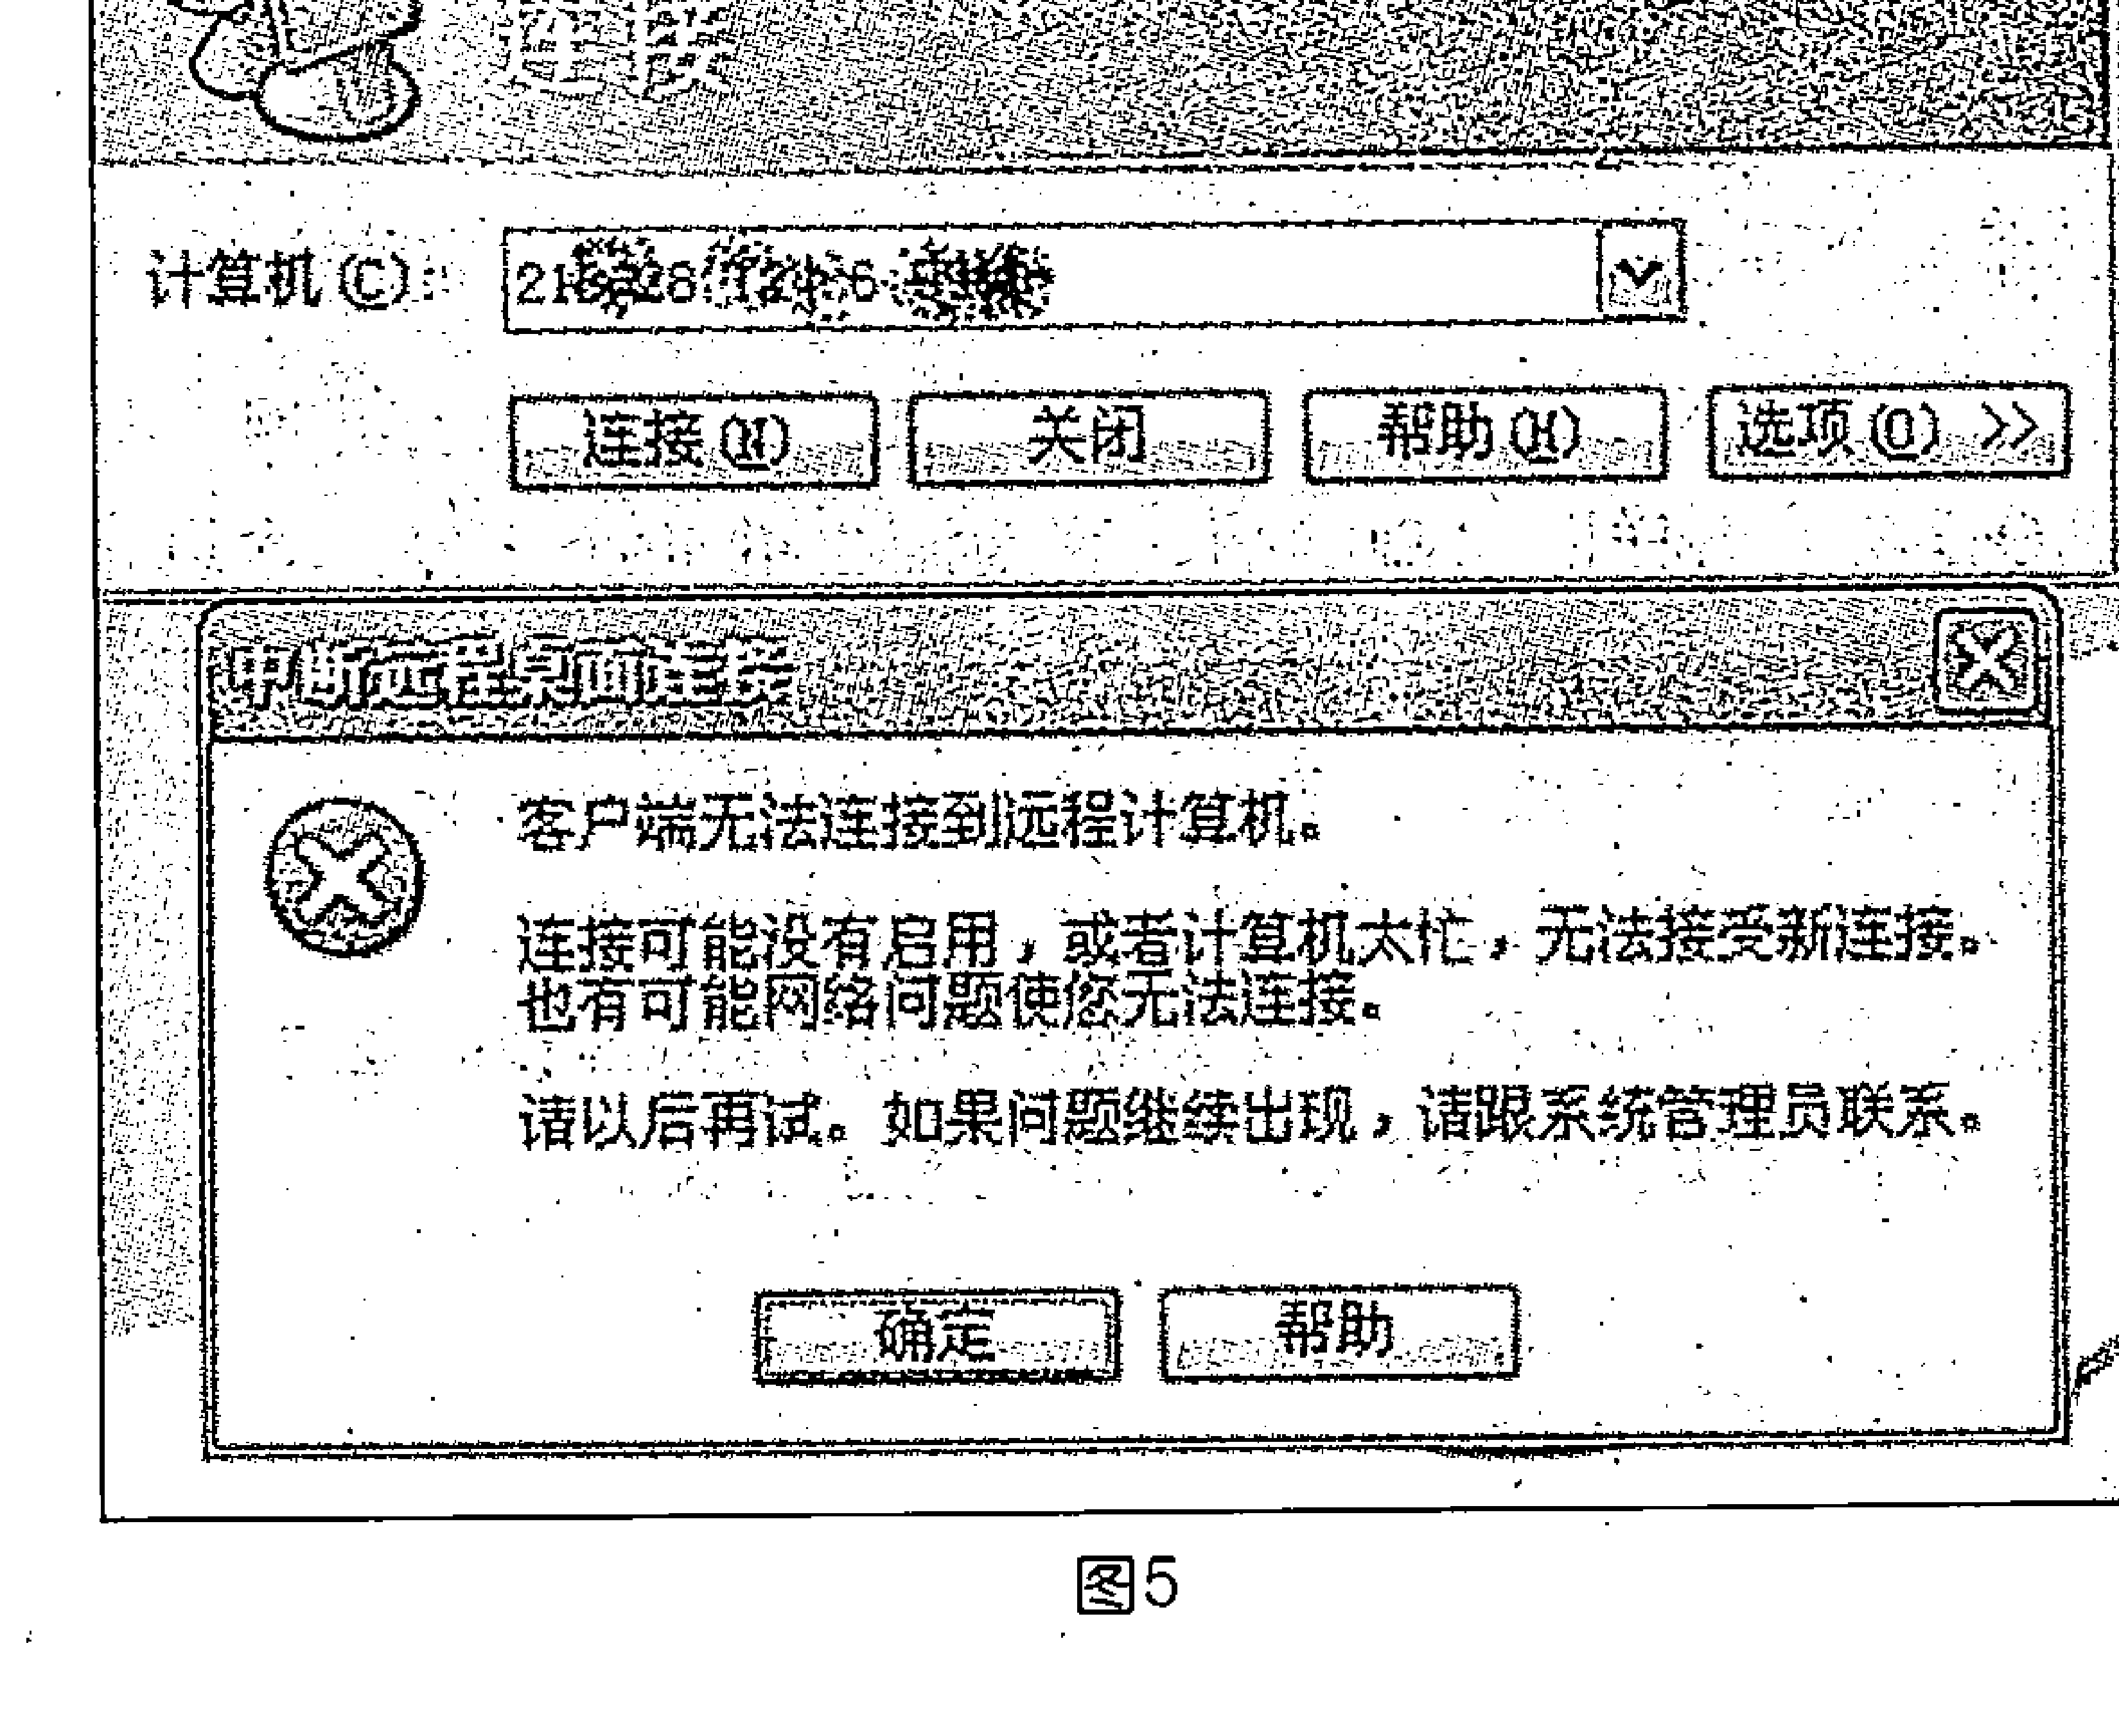 连接
计算机(C):
连接(N) 关闭 帮助(H) 选项(O) >>
中断远程桌面连接
客户端无法连接到远程计算机。
连接可能没有启用，或者计算机太忙，无法接受新连接。
也有可能网络问题使您无法连接。
请以后再试。如果问题继续出现，请跟系统管理员联系。
确定 帮助
图5